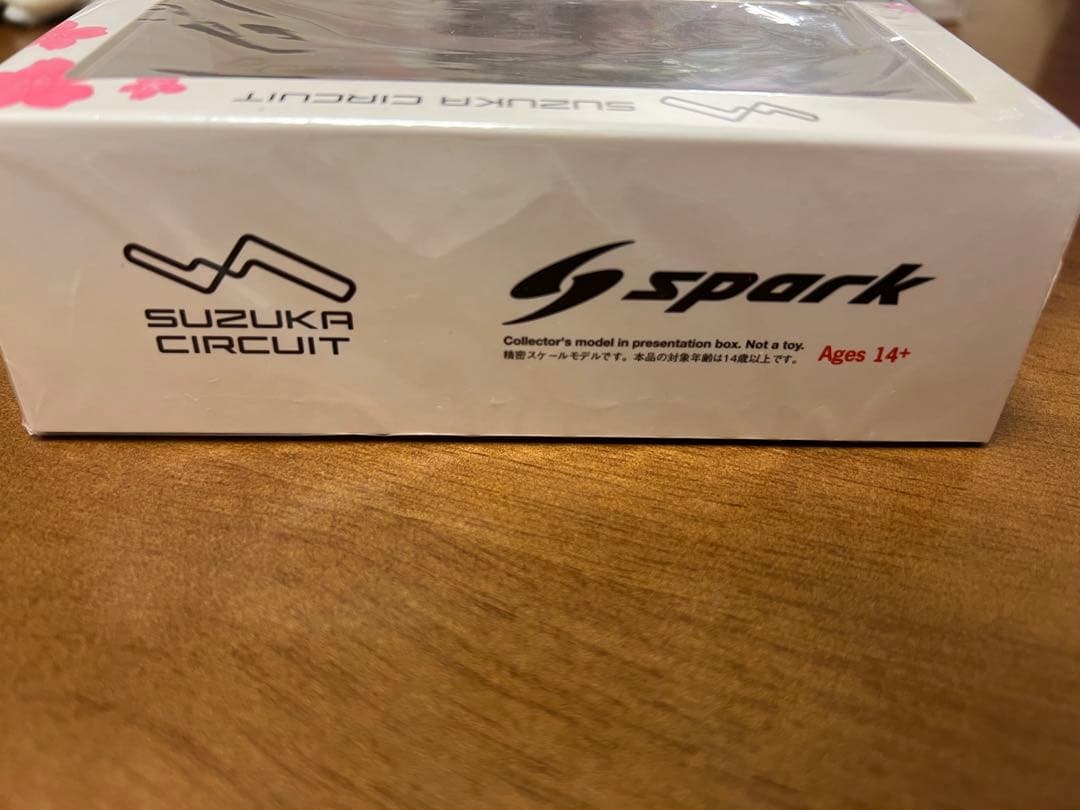 SUZUKA CIRCUIT
SUZUKA
CIRCUIT
spark
Collector's model in presentation box. Not a toy.
精密スケールモデルです。本品の対象年齢は14歳以上です。
Ages 14+